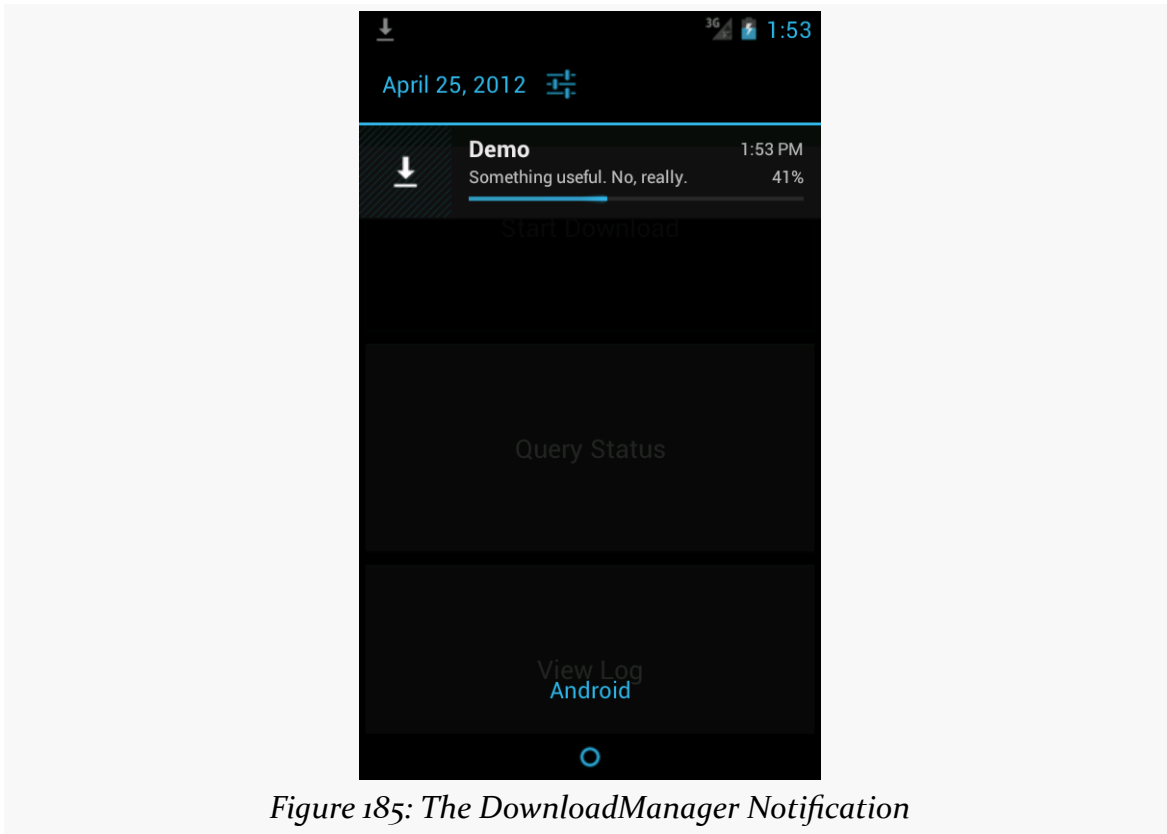 3G 1:53
April 25, 2012
Demo 1:53 PM
Something useful. No, really. 41%
Start Download
Query Status
View Log
Android
Figure 185: The DownloadManager Notification